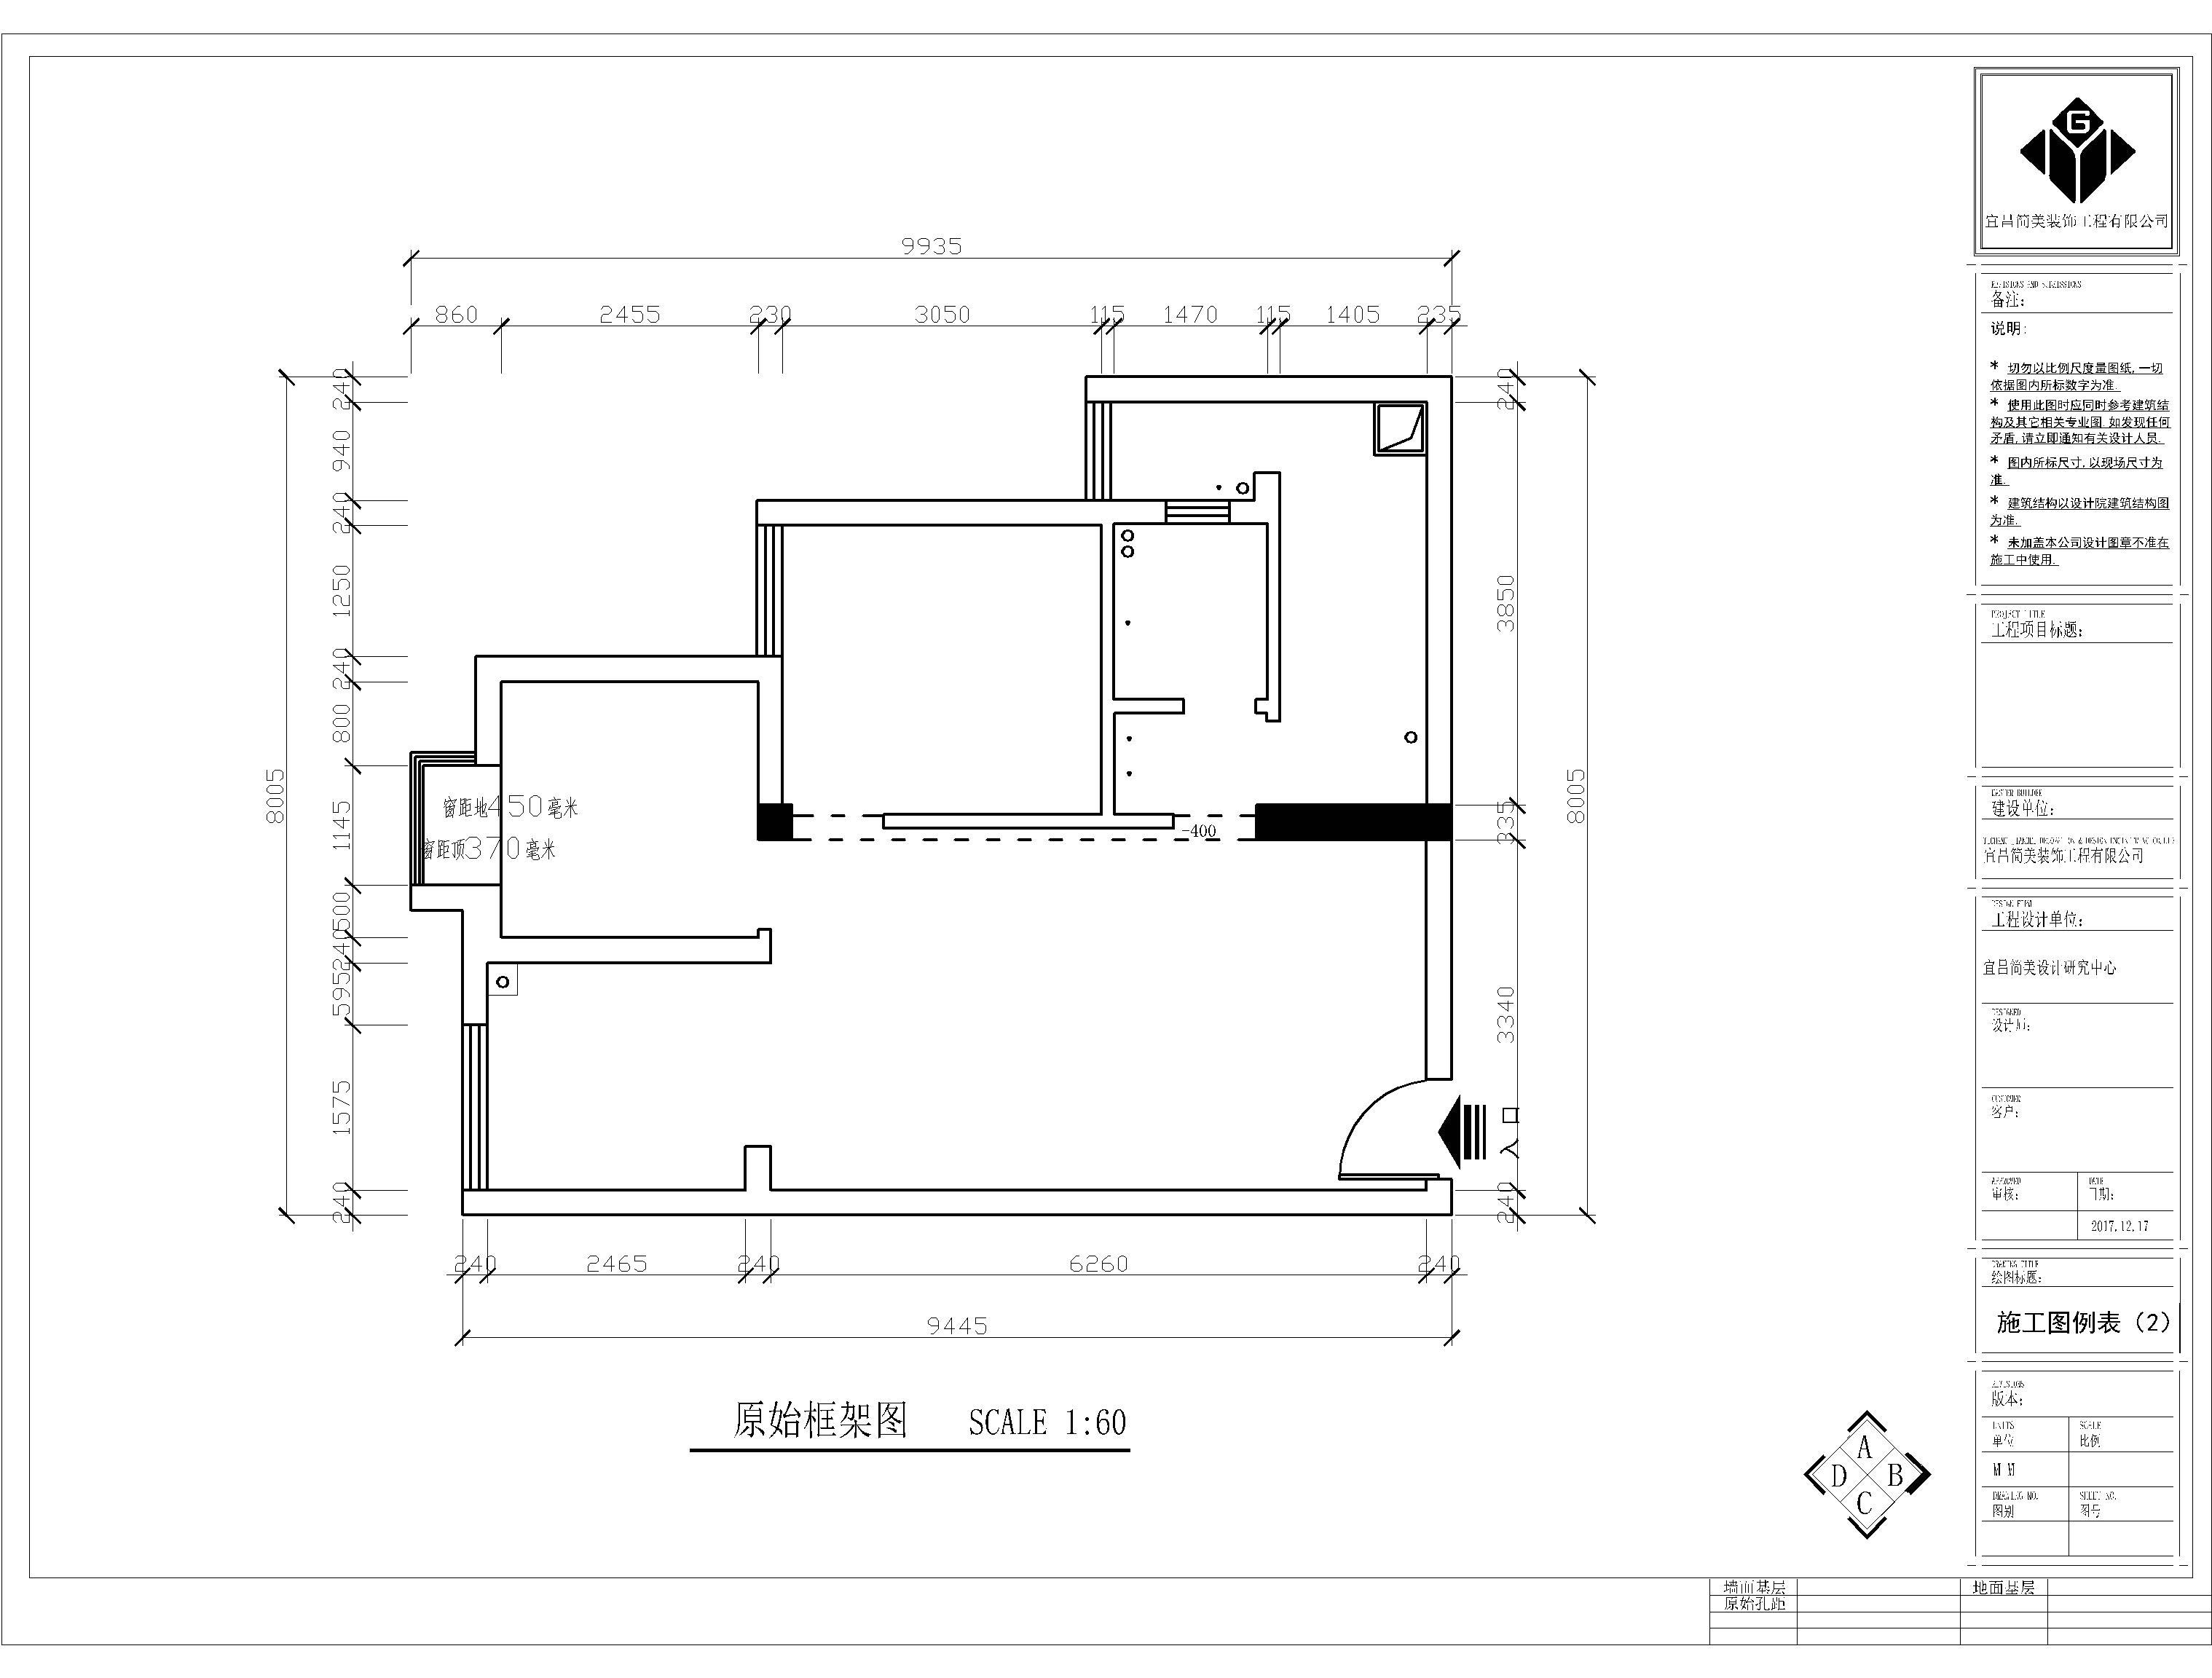 9935
860 2455 230 3050 115 1470 115 1405 235
240
940
240
1250
240
800
1145
500
240
595
1575
240
8005
窗距地450毫米
窗距顶370毫米
-400
240
3850
335
3340
240
8005
入口
240 2465 240 6260 240
9445
原始框架图 SCALE 1:60
A
D B
C
G
宜昌简美装饰工程有限公司
备注:
说明:
* 切勿以比例尺度量图纸,一切
依据图内所标数字为准.
* 使用此图时应同时参考建筑结
构及其它相关专业图.如发现任何
矛盾,请立即通知有关设计人员.
* 图内所标尺寸,以现场尺寸为
准.
* 建筑结构以设计院建筑结构图
为准.
* 未加盖本公司设计图章不准在
施工中使用.
PROJECT TITLE
工程项目标题:
建设单位:
宜昌简美装饰工程有限公司
工程设计单位:
宜昌简美设计研究中心
DESIGNED
设计师:
CUSTOMER
客户:
APPROVED DATE
审核: 日期:
2017.12.17
DRAWING TITLE
绘图标题:
施工图例表（2）
版本:
UNITS SCALE
单位 比例
M M
DRAWING NO. SHEET NO.
图别 图号
墙面基层 地面基层
原始孔距